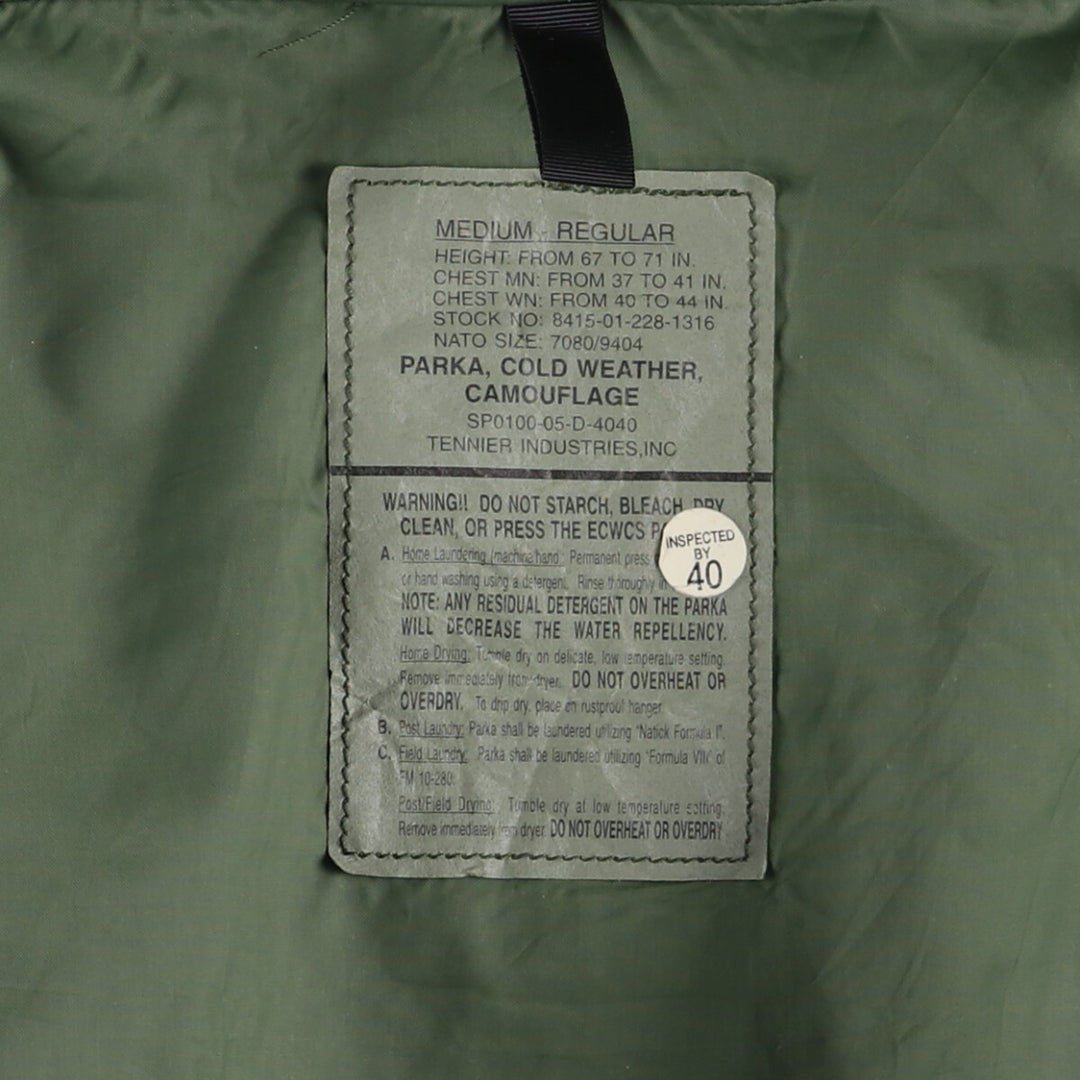 MEDIUM - REGULAR
HEIGHT: FROM 67 TO 71 IN.
CHEST MN: FROM 37 TO 41 IN.
CHEST WN: FROM 40 TO 44 IN.
STOCK NO: 8415-01-228-1316
NATO SIZE: 7080/9404
PARKA, COLD WEATHER,
CAMOUFLAGE
SP0100-05-D-4040
TENNIER INDUSTRIES,INC
WARNING!! DO NOT STARCH, BLEACH, DRY
CLEAN, OR PRESS THE ECWCS
INSPECTED
BY
40
A. Home Laundering (machine/hand: Permanent press
or hand washing using a detergent. Rinse thoroughly in
NOTE: ANY RESIDUAL DETERGENT ON THE PARKA
WILL DECREASE THE WATER REPELLENCY.
Home Drying: Tumble dry on delicate, low temperature setting.
Remove immediately from dryer. DO NOT OVERHEAT OR
OVERDRY. To drip dry, place on rustproof hanger
B. Post Laundry: Parka shall be laundered utilizing "Natick Formula I".
C. Field Laundry: Parka shall be laundered utilizing "Formula VII" of
FM 10-280.
Post/Field Drying: Tumble dry at low temperature setting.
Remove immediately from dryer. DO NOT OVERHEAT OR OVERDRY